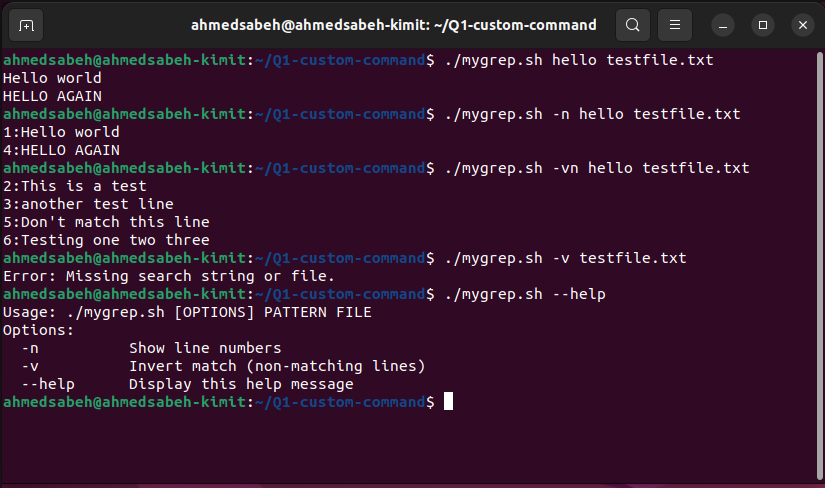 ahmedsabeh@ahmedsabeh-kimit: ~/Q1-custom-command
ahmedsabeh@ahmedsabeh-kimit:~/Q1-custom-command$ ./mygrep.sh hello testfile.txt
Hello world
HELLO AGAIN
ahmedsabeh@ahmedsabeh-kimit:~/Q1-custom-command$ ./mygrep.sh -n hello testfile.txt
1:Hello world
4:HELLO AGAIN
ahmedsabeh@ahmedsabeh-kimit:~/Q1-custom-command$ ./mygrep.sh -vn hello testfile.txt
2:This is a test
3:another test line
5:Don't match this line
6:Testing one two three
ahmedsabeh@ahmedsabeh-kimit:~/Q1-custom-command$ ./mygrep.sh -v testfile.txt
Error: Missing search string or file.
ahmedsabeh@ahmedsabeh-kimit:~/Q1-custom-command$ ./mygrep.sh --help
Usage: ./mygrep.sh [OPTIONS] PATTERN FILE
Options:
  -n          Show line numbers
  -v          Invert match (non-matching lines)
  --help      Display this help message
ahmedsabeh@ahmedsabeh-kimit:~/Q1-custom-command$